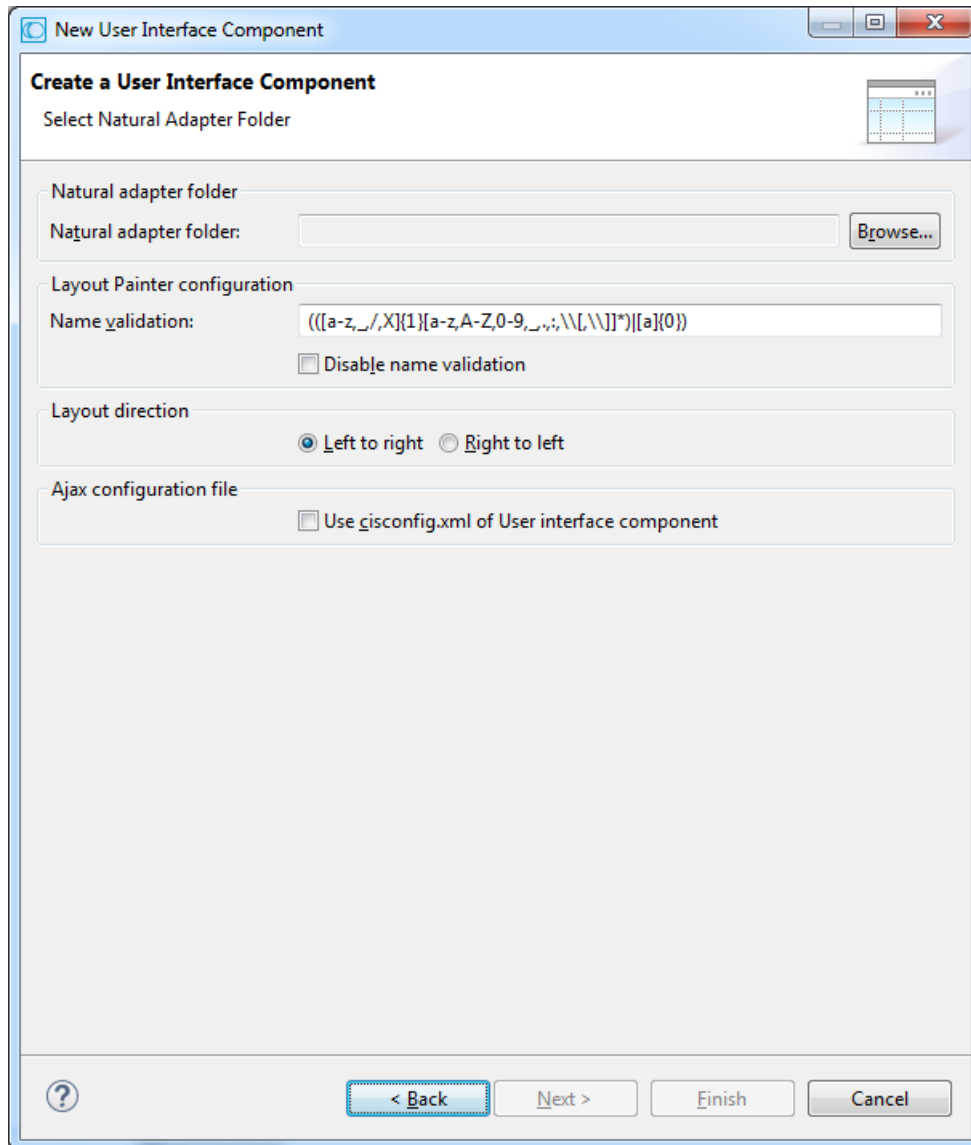 New User Interface Component
Create a User Interface Component
Select Natural Adapter Folder
Natural adapter folder
Natural adapter folder:
Browse...
Layout Painter configuration
Name validation:
(([a-z,_,/,X]{1}[a-z,A-Z,0-9,_,.,:,\\[,\\]]*)|[a]{0})
Disable name validation
Layout direction
Left to right
Right to left
Ajax configuration file
Use cisconfig.xml of User interface component
?
< Back
Next >
Finish
Cancel